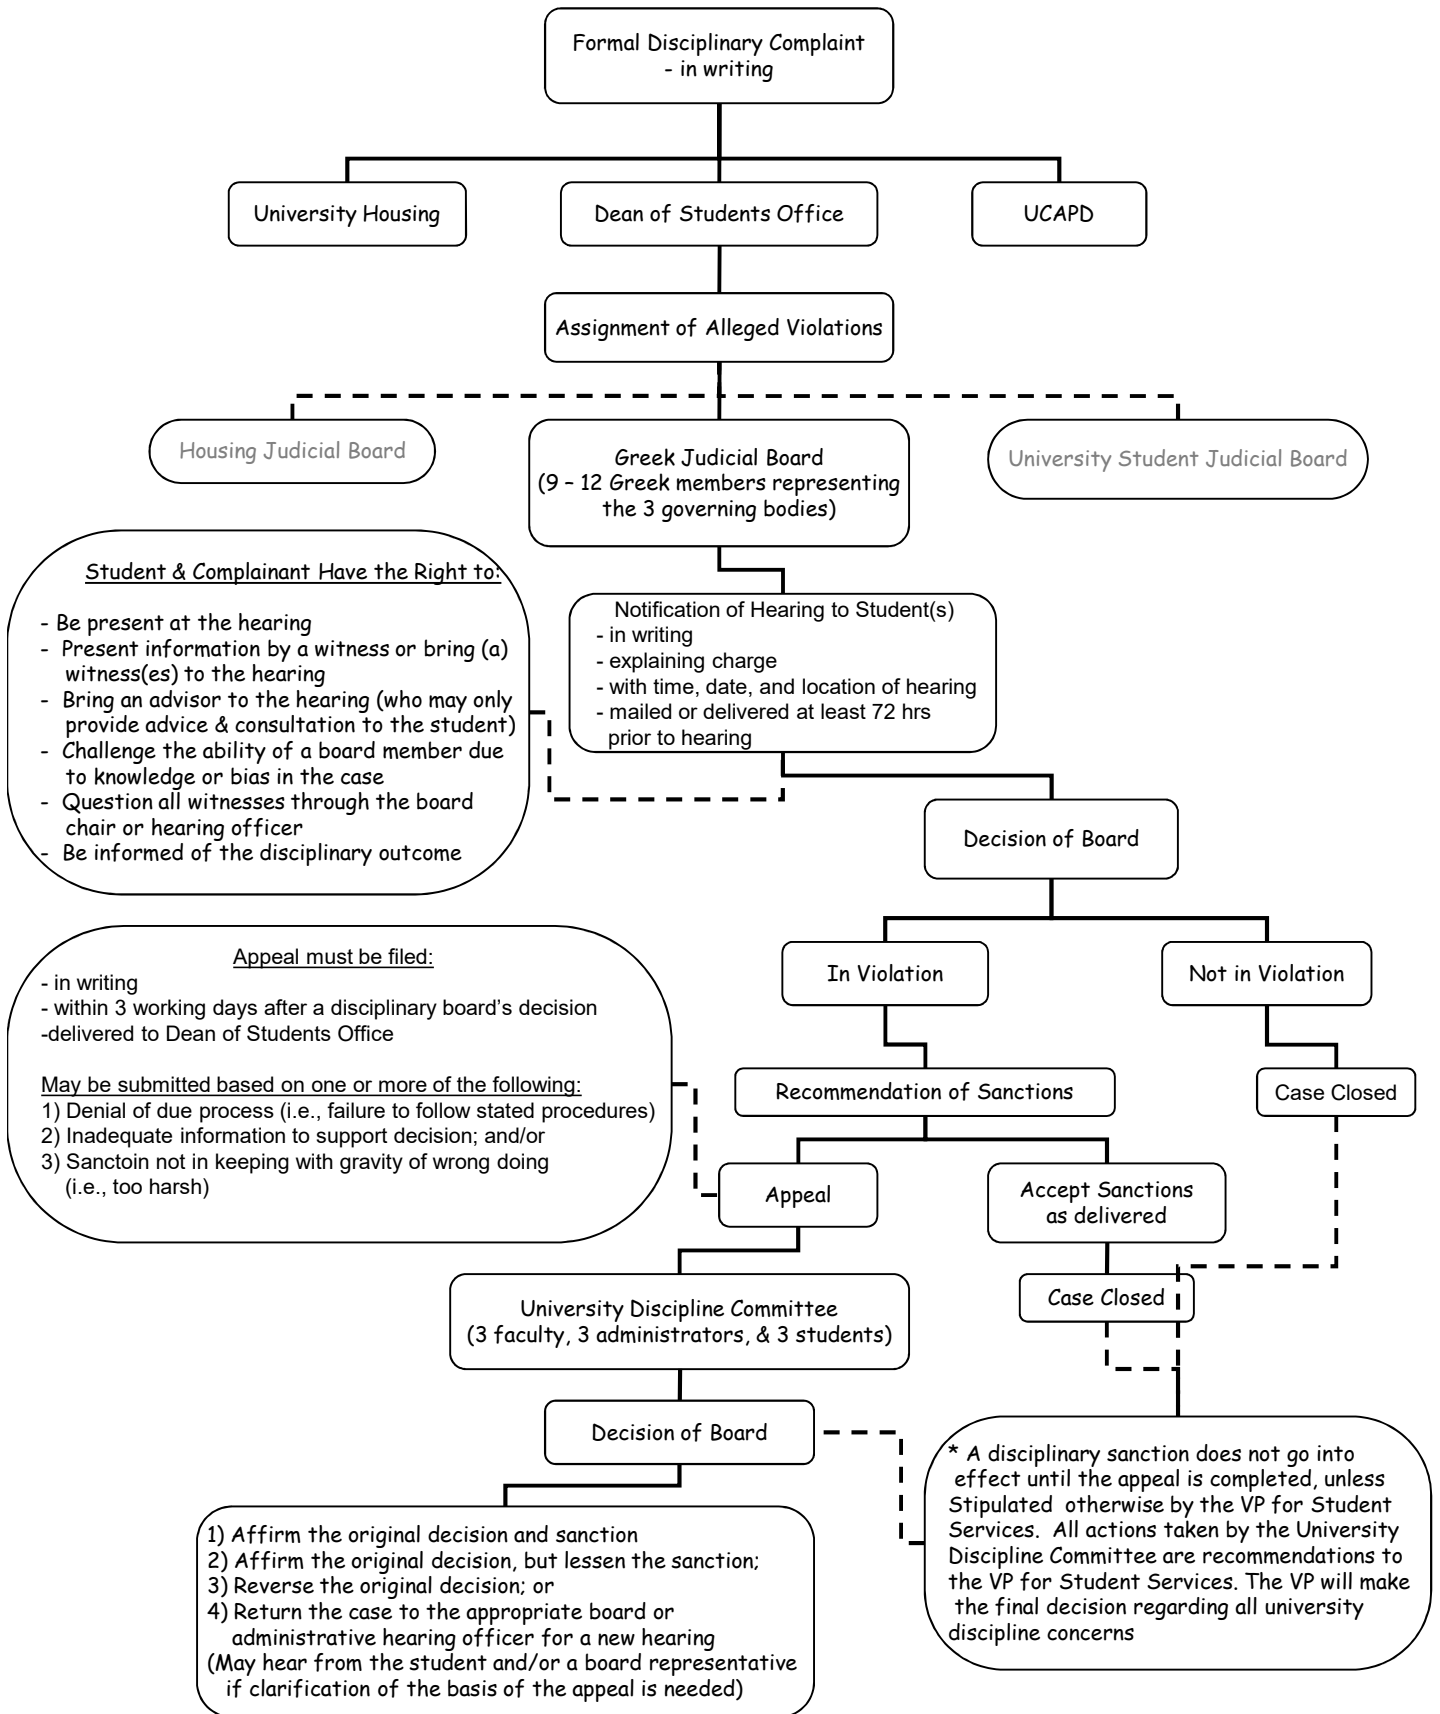 Formal Disciplinary Complaint
- in writing
University Housing
Dean of Students Office
UCAPD
Assignment of Alleged Violations
Housing Judicial Board
Greek Judicial Board
(9 – 12 Greek members representing
the 3 governing bodies)
University Student Judicial Board
Student & Complainant Have the Right to:
- Be present at the hearing
- Present information by a witness or bring (a)
witness(es) to the hearing
- Bring an advisor to the hearing (who may only
provide advice & consultation to the student)
- Challenge the ability of a board member due
to knowledge or bias in the case
- Question all witnesses through the board
chair or hearing officer
- Be informed of the disciplinary outcome
Notification of Hearing to Student(s)
- in writing
- explaining charge
- with time, date, and location of hearing
- mailed or delivered at least 72 hrs
prior to hearing
Decision of Board
In Violation
Not in Violation
Appeal must be filed:
- in writing
- within 3 working days after a disciplinary board's decision
-delivered to Dean of Students Office
May be submitted based on one or more of the following:
1) Denial of due process (i.e., failure to follow stated procedures)
2) Inadequate information to support decision; and/or
3) Sanctoin not in keeping with gravity of wrong doing
(i.e., too harsh)
Recommendation of Sanctions
Case Closed
Appeal
Accept Sanctions
as delivered
Case Closed
University Discipline Committee
(3 faculty, 3 administrators, & 3 students)
Decision of Board
1) Affirm the original decision and sanction
2) Affirm the original decision, but lessen the sanction;
3) Reverse the original decision; or
4) Return the case to the appropriate board or
administrative hearing officer for a new hearing
(May hear from the student and/or a board representative
if clarification of the basis of the appeal is needed)
* A disciplinary sanction does not go into
effect until the appeal is completed, unless
Stipulated otherwise by the VP for Student
Services. All actions taken by the University
Discipline Committee are recommendations to
the VP for Student Services. The VP will make
the final decision regarding all university
discipline concerns